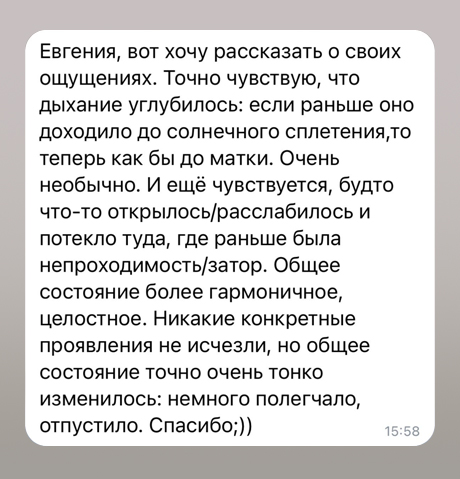 Евгения, вот хочу рассказать о своих
ощущениях. Точно чувствую, что
дыхание углубилось: если раньше оно
доходило до солнечного сплетения,то
теперь как бы до матки. Очень
необычно. И ещё чувствуется, будто
что-то открылось/расслабилось и
потекло туда, где раньше была
непроходимость/затор. Общее
состояние более гармоничное,
целостное. Никакие конкретные
проявления не исчезли, но общее
состояние точно очень тонко
изменилось: немного полегчало,
отпустило. Спасибо;))
15:58